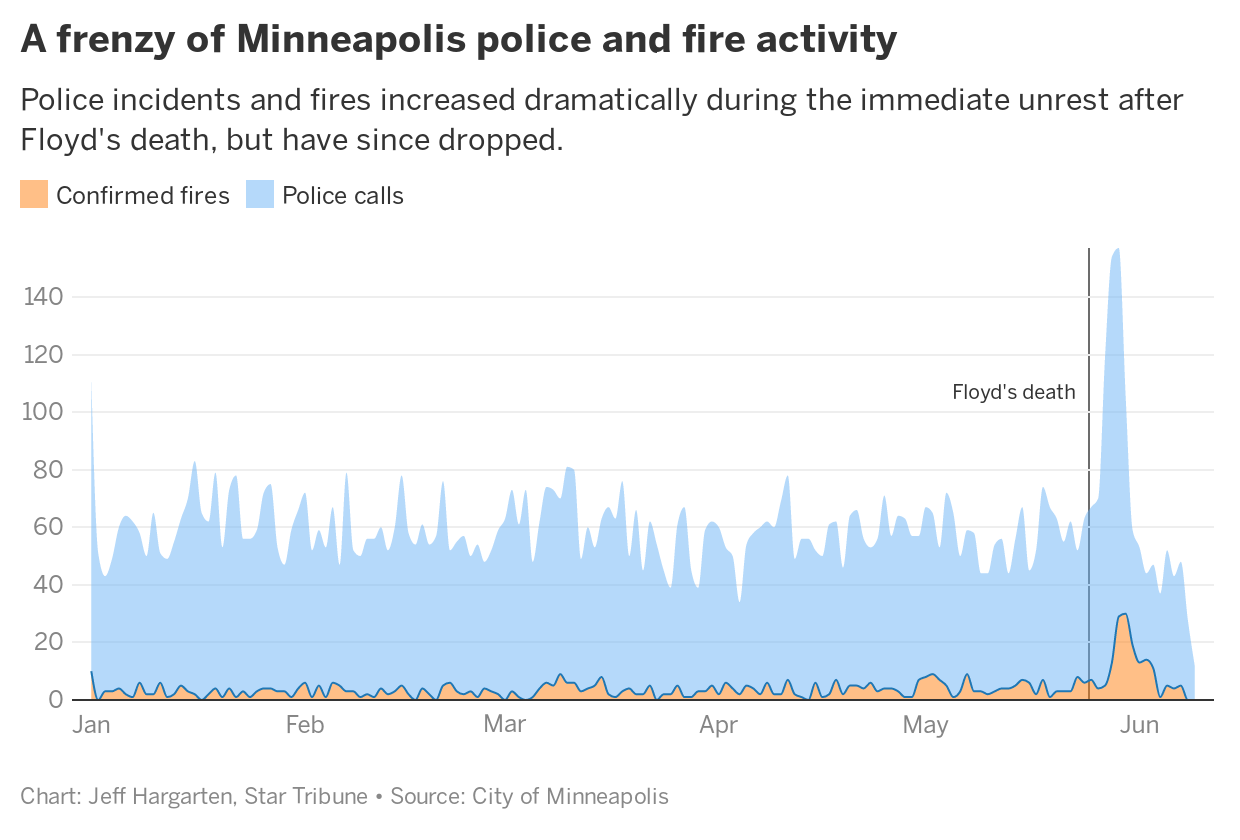 A frenzy of Minneapolis police and fire activity
Police incidents and fires increased dramatically during the immediate unrest after
Floyd's death, but have since dropped.
Confirmed fires
Police calls
140
120
Floyd's death
100
80
60
40
20
0
Jan
Feb
Mar
Apr
May
Jun
Chart: Jeff Hargarten, Star Tribune • Source: City of Minneapolis